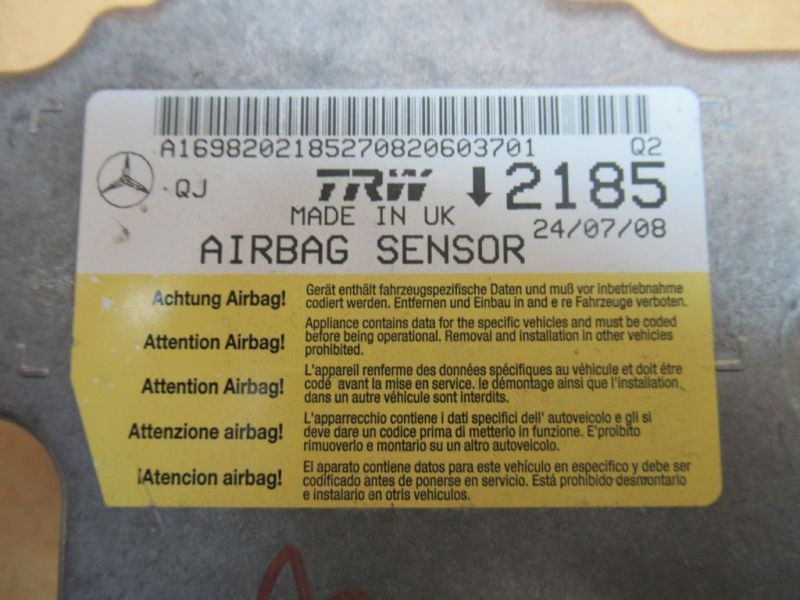 A1698202185270820603701 Q2
QJ TRW 2185
MADE IN UK 24/07/08
AIRBAG SENSOR
Achtung Airbag! Gerät enthält fahrzeugspezifische Daten und muß vor inbetriebnahme
codiert werden. Entfernen und Einbau in and e re Fahrzeuge verboten.
Attention Airbag! Appliance contains data for the specific vehicles and must be coded
before being operational. Removal and installation in other vehicles
prohibited.
Attention Airbag! L'appareil renferme des données spécifiques au véhicule et doit être
codé avant la mise en service. le démontage ainsi que l'installation
dans un autre véhicule sont interdits.
Attenzione airbag! L'apparrecchio contiene i dati specifici dell' autoveicolo e gli si
deve dare un codice prima di metterlo in funzione. E'proibito
rimuoverlo e montario su un altro autoveicolo.
¡Atencion airbag! El aparato contiene datos para este vehículo en especifico y debe ser
codificado antes de ponerse en servicio. Está prohibido desmontarlo
e instalarlo en otris vehiculos.